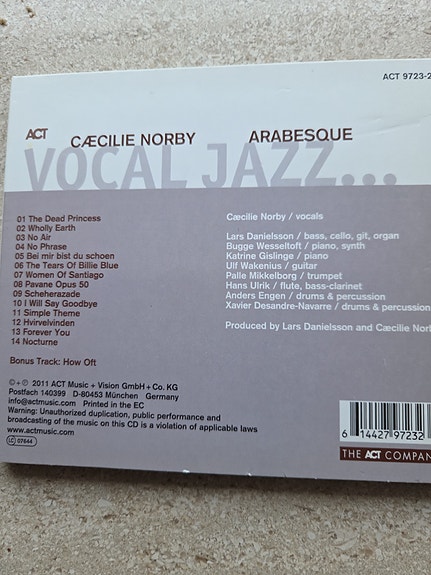 ACT 9723-2
ACT CÆCILIE NORBY ARABESQUE
VOCAL JAZZ...
01 The Dead Princess
02 Wholly Earth
03 No Air
04 No Phrase
05 Bei mir bist du schoen
06 The Tears Of Billie Blue
07 Women Of Santiago
08 Pavane Opus 50
09 Scheherazade
10 I Will Say Goodbye
11 Simple Theme
12 Hvirvelvinden
13 Forever You
14 Nocturne
Bonus Track: How Oft
Cæcilie Norby / vocals
Lars Danielsson / bass, cello, git, organ
Bugge Wesseltoft / piano, synth
Katrine Gislinge / piano
Ulf Wakenius / guitar
Palle Mikkelborg / trumpet
Hans Ulrik / flute, bass-clarinet
Anders Engen / drums & percussion
Xavier Desandre-Navarre / drums & percussion
Produced by Lars Danielsson and Cæcilie Norb
©+℗ 2011 ACT Music + Vision GmbH + Co. KG
Postfach 140399 D-80453 München Germany
info@actmusic.com Printed in the EC
Warning: Unauthorized duplication, public performance and
broadcasting of the music on this CD is a violation of applicable laws
www.actmusic.com
LC 07644
6 14427 97232
THE ACT COMPAN